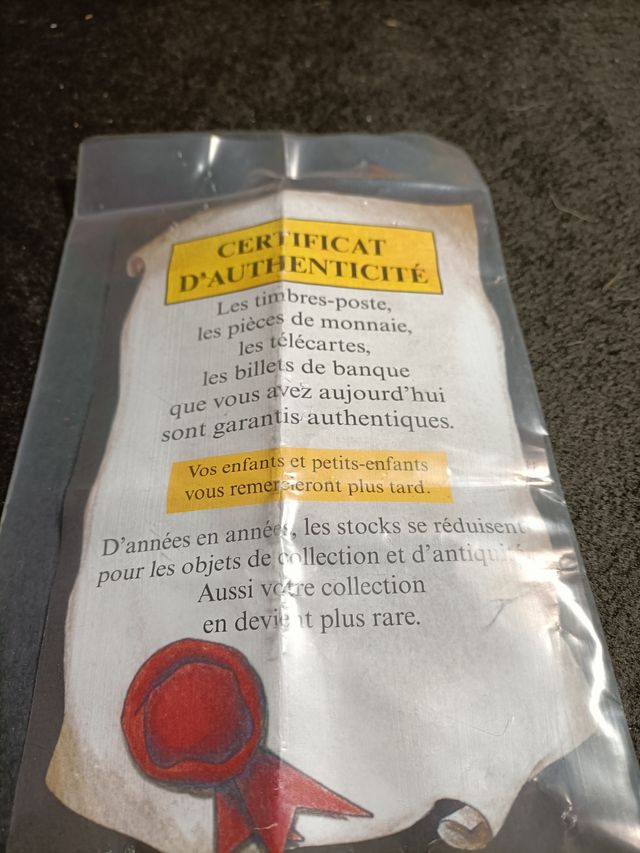 CERTIFICAT
D'AUTHENTICITÉ
Les timbres-poste,
les pièces de monnaie,
les télécartes,
les billets de banque
que vous avez aujourd'hui
sont garantis authentiques.
Vos enfants et petits-enfants
vous remercieront plus tard.
D'années en années, les stocks se réduisent
pour les objets de collection et d'antiquité.
Aussi votre collection
en devient plus rare.